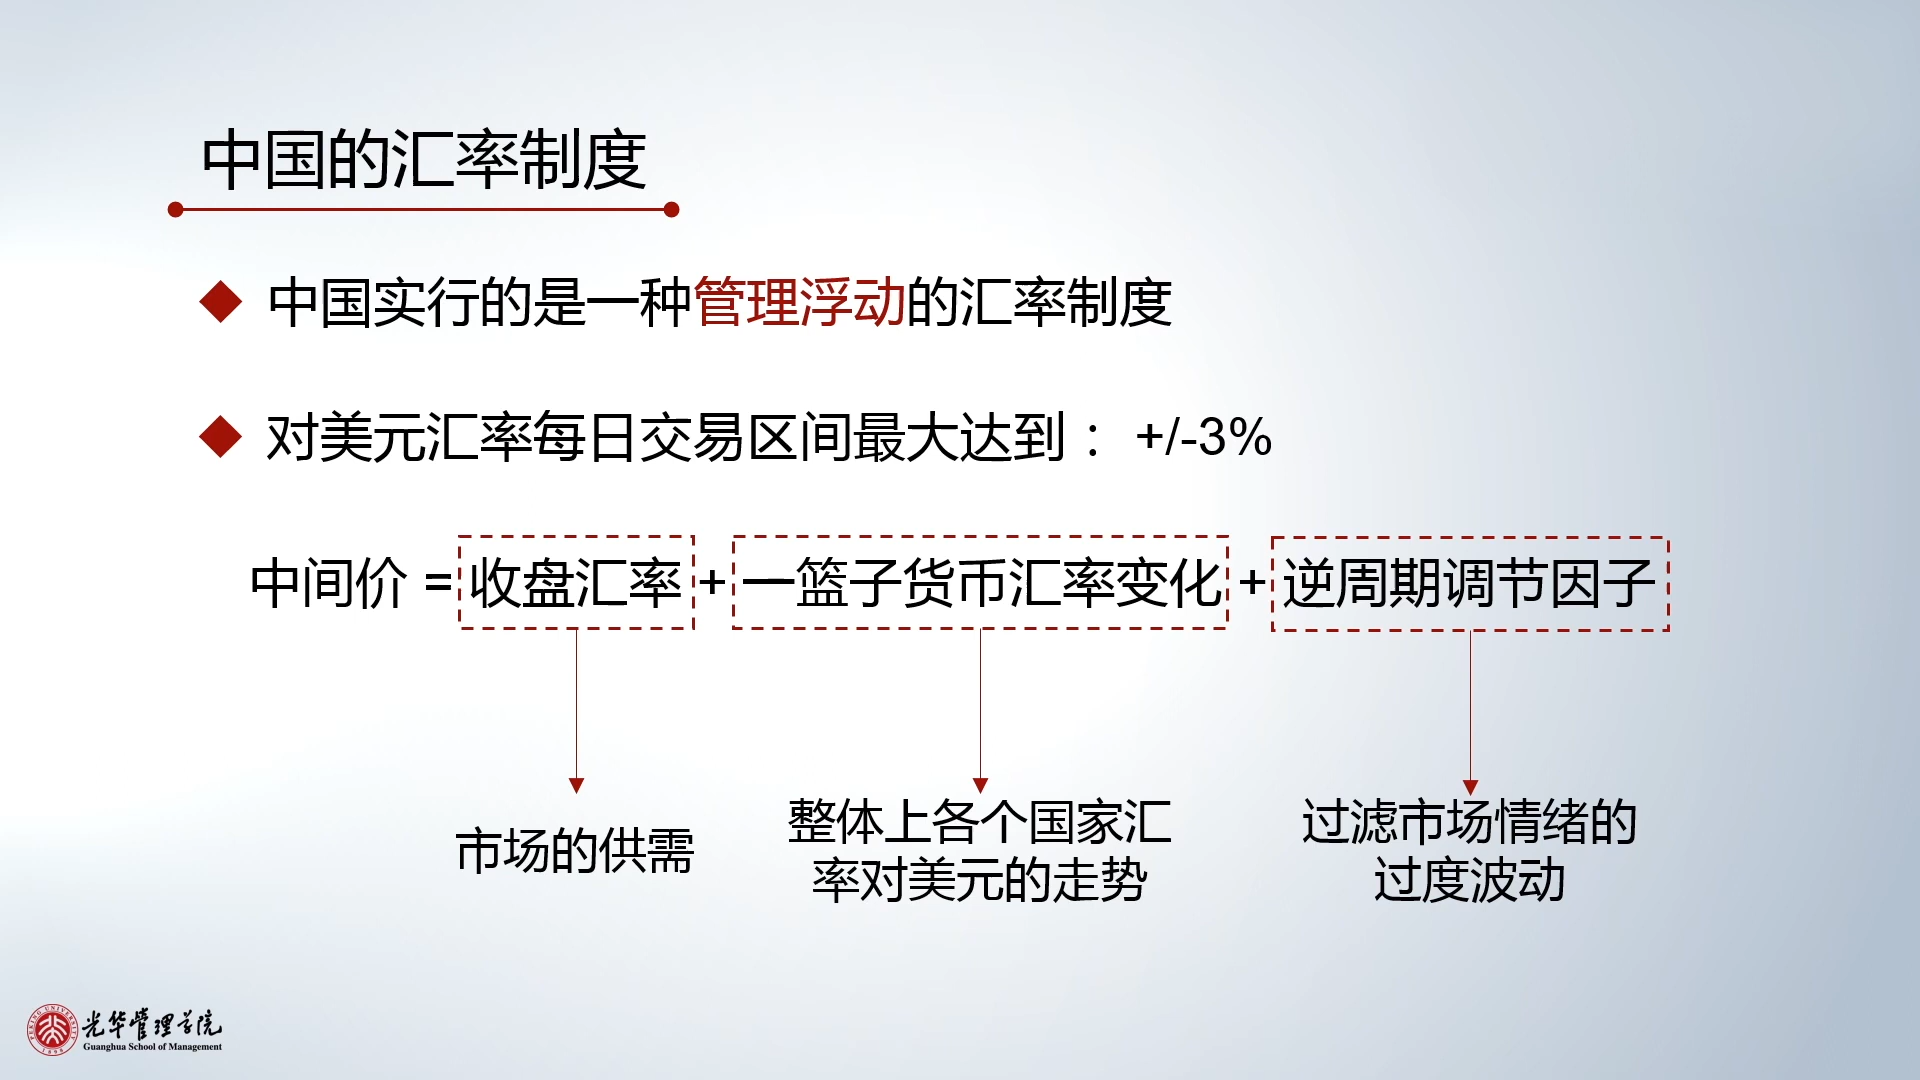 中国的汇率制度
中国实行的是一种管理浮动的汇率制度
对美元汇率每日交易区间最大达到：+/-3%
中间价 = 收盘汇率 + 一篮子货币汇率变化 + 逆周期调节因子
市场的供需
整体上各个国家汇
率对美元的走势
过滤市场情绪的
过度波动
PEKING UNIVERSITY
1898
光华管理学院
Guanghua School of Management